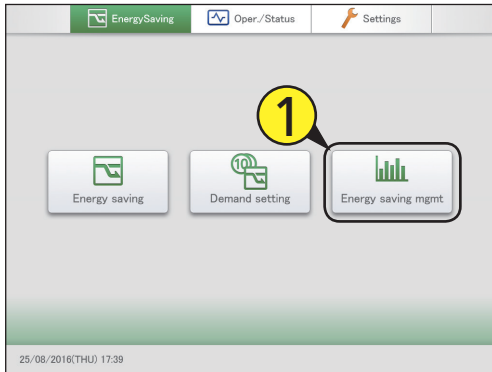 EnergySaving Oper./Status Settings
1
Energy saving Demand setting Energy saving mgmt
25/08/2016(THU) 17:39